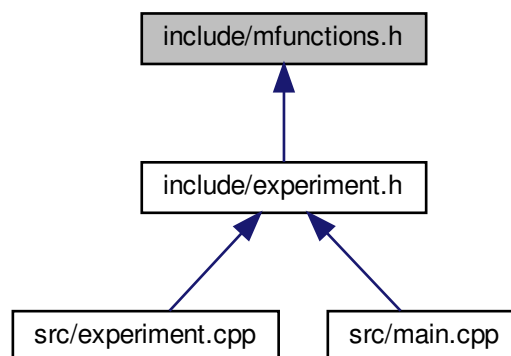 include/mfunctions.h
include/experiment.h
src/experiment.cpp
src/main.cpp